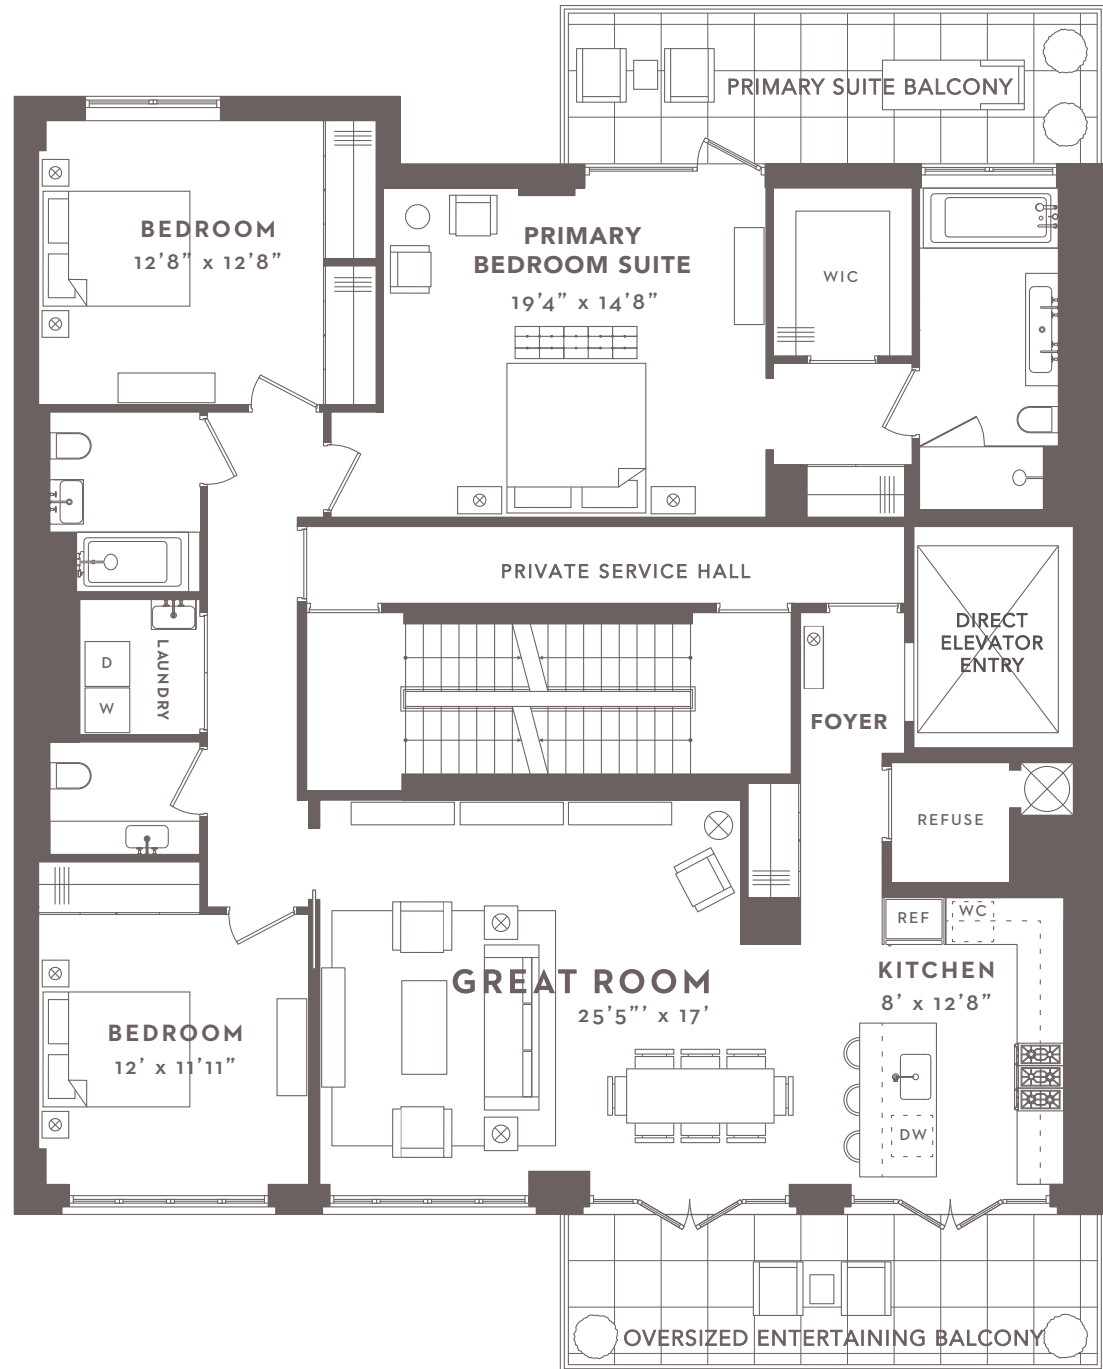 PRIMARY SUITE BALCONY
BEDROOM
12'8" x 12'8"
PRIMARY
BEDROOM SUITE
19'4" x 14'8"
WIC
PRIVATE SERVICE HALL
DIRECT
ELEVATOR
ENTRY
LAUNDRY
D
W
FOYER
REFUSE
REF
WC
GREAT ROOM
25'5"' x 17'
KITCHEN
8' x 12'8"
BEDROOM
12' x 11'11"
DW
OVERSIZED ENTERTAINING BALCONY